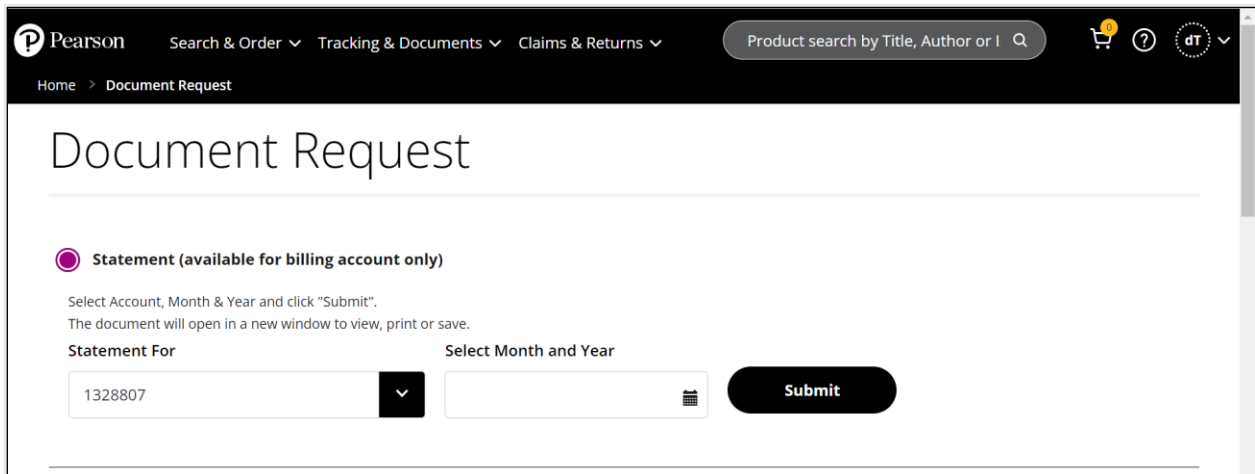 Pearson Search & Order Tracking & Documents Claims & Returns Product search by Title, Author or I 0 ? dT
Home > Document Request
Document Request
Statement (available for billing account only)
Select Account, Month & Year and click "Submit".
The document will open in a new window to view, print or save.
Statement For Select Month and Year
1328807 Submit